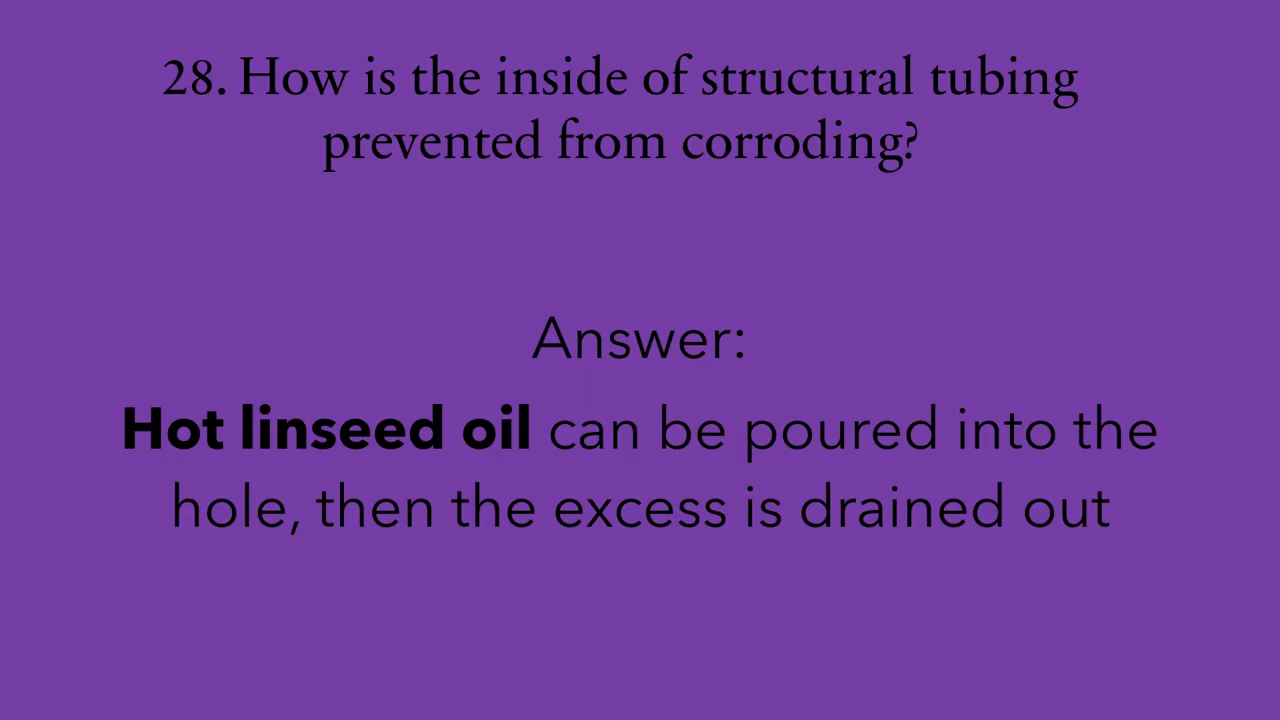 28. How is the inside of structural tubing
prevented from corroding?
Answer:
Hot linseed oil can be poured into the
hole, then the excess is drained out